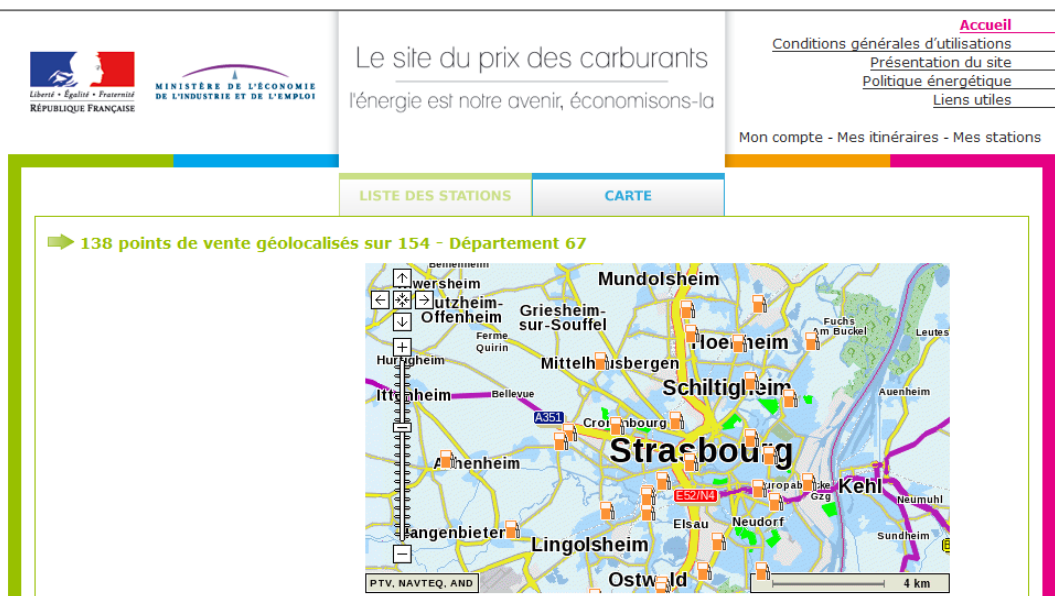 Accueil
Conditions générales d'utilisations
Présentation du site
Politique énergétique
Liens utiles
Liberté • Égalité • Fraternité
RÉPUBLIQUE FRANÇAISE
MINISTÈRE DE L'ÉCONOMIE
DE L'INDUSTRIE ET DE L'EMPLOI
Le site du prix des carburants
l'énergie est notre avenir, économisons-la
Mon compte - Mes itinéraires - Mes stations
LISTE DES STATIONS
CARTE
138 points de vente géolocalisés sur 154 - Département 67
Mundolsheim
Offenheim
Griesheim-
sur-Souffel
Ferme
Quirin
Fuchs
Am Buckel
Leutes
Mittelhausbergen
Schiltigheim
Bellevue
Auenheim
A351
Strasbourg
Kehl
E52/N4
Gzg
Neumuhl
Elsau
Neudorf
Sundheim
Lingolsheim
Ostwald
PTV, NAVTEQ, AND
4 km